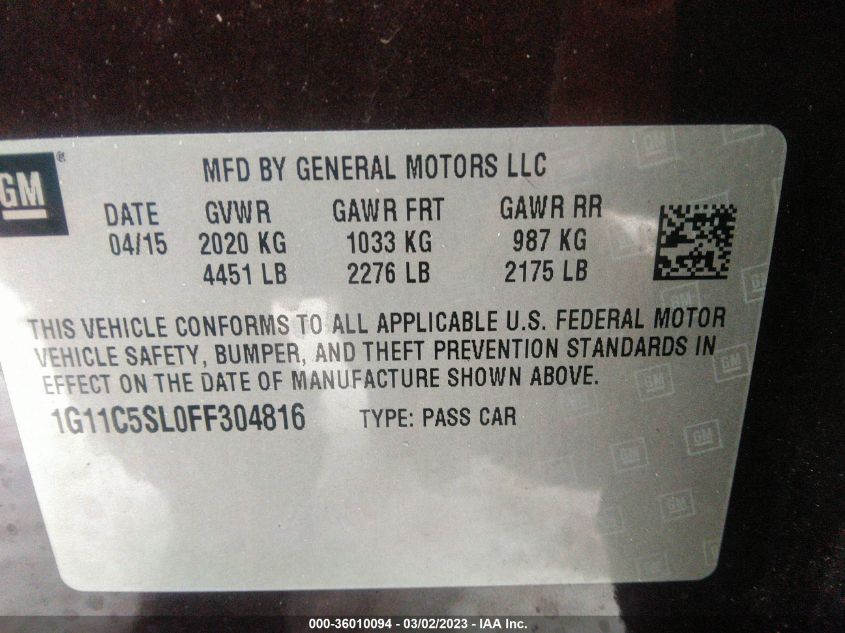 GM ®
MFD BY GENERAL MOTORS LLC
DATE GVWR GAWR FRT GAWR RR
04/15 2020 KG 1033 KG 987 KG
4451 LB 2276 LB 2175 LB
THIS VEHICLE CONFORMS TO ALL APPLICABLE U.S. FEDERAL MOTOR
VEHICLE SAFETY, BUMPER, AND THEFT PREVENTION STANDARDS IN
EFFECT ON THE DATE OF MANUFACTURE SHOWN ABOVE.
1G11C5SL0FF304816 TYPE: PASS CAR
000-36010094 - 03/02/2023 - IAA Inc.